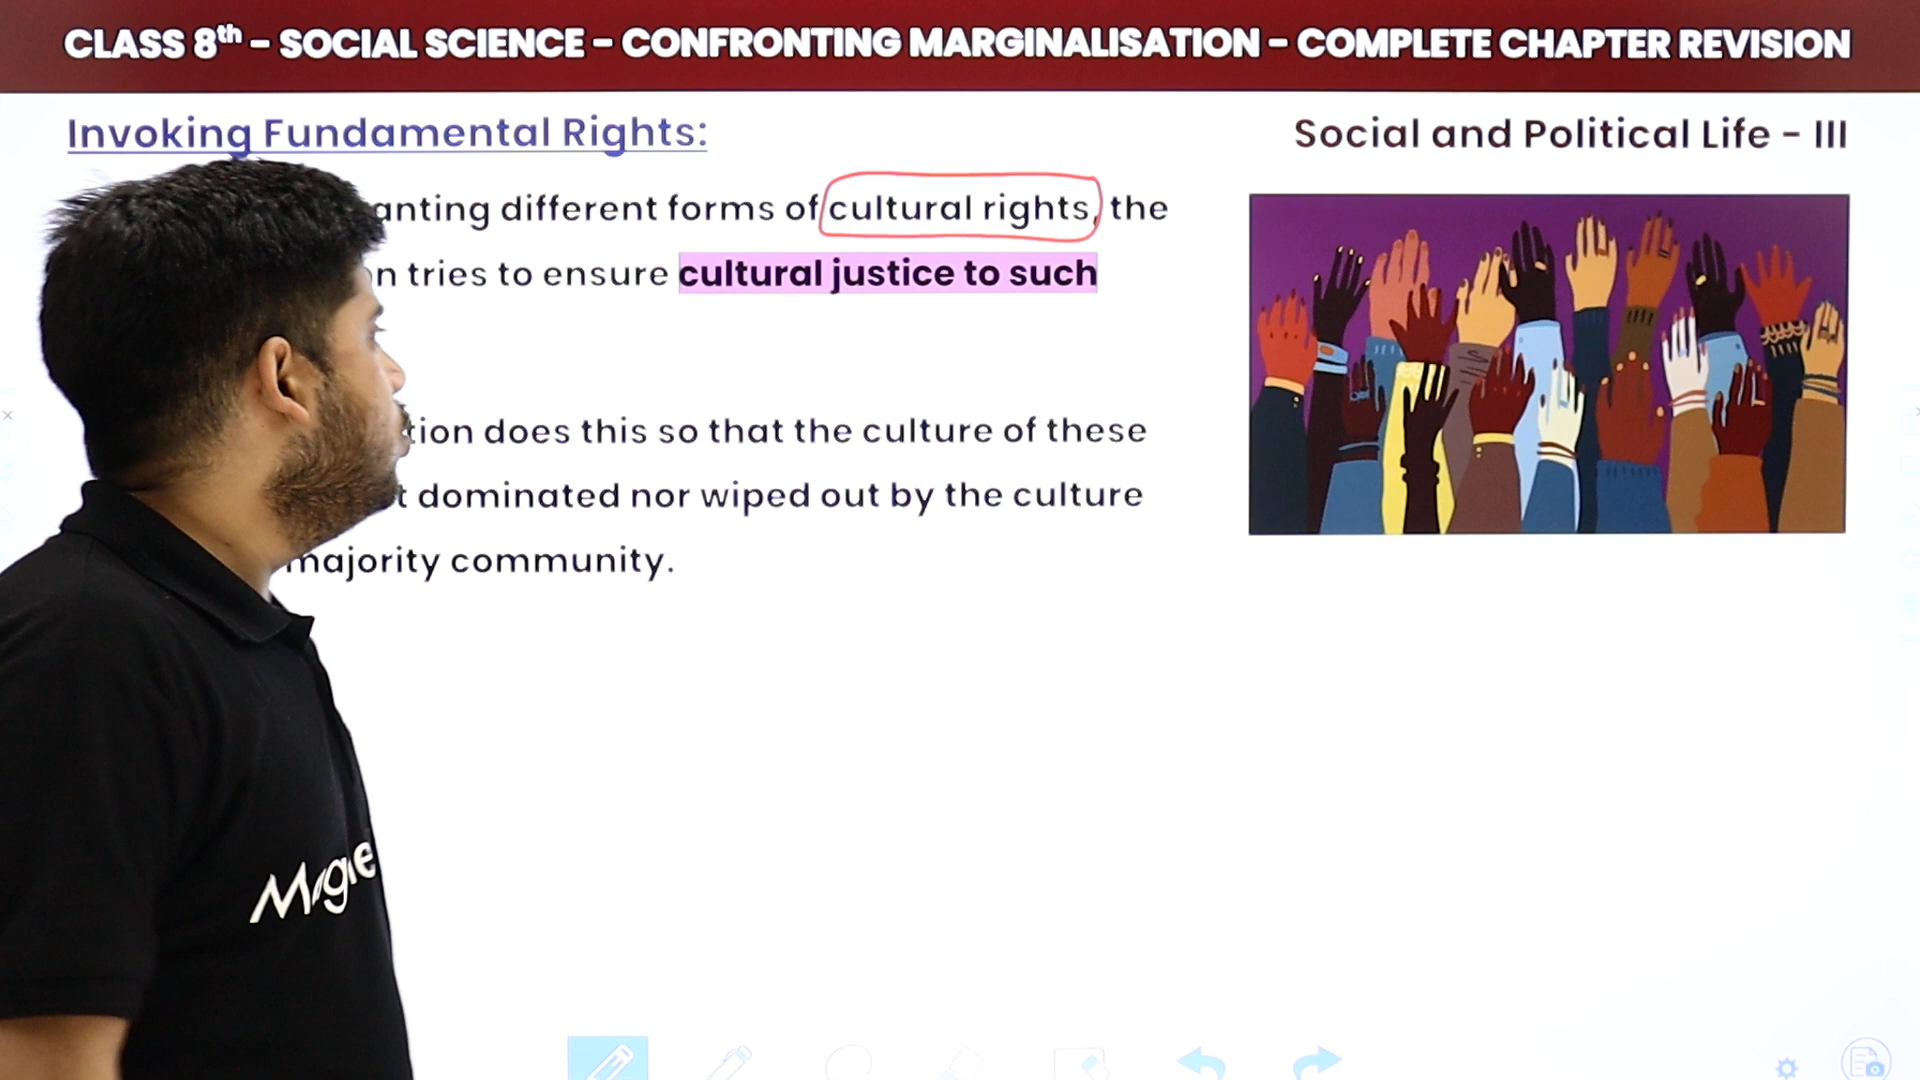 CLASS 8th – SOCIAL SCIENCE – CONFRONTING MARGINALISATION – COMPLETE CHAPTER REVISION
Invoking Fundamental Rights:
Social and Political Life – III
anting different forms of cultural rights, the
n tries to ensure cultural justice to such
tion does this so that the culture of these
t dominated nor wiped out by the culture
majority community.
Magne